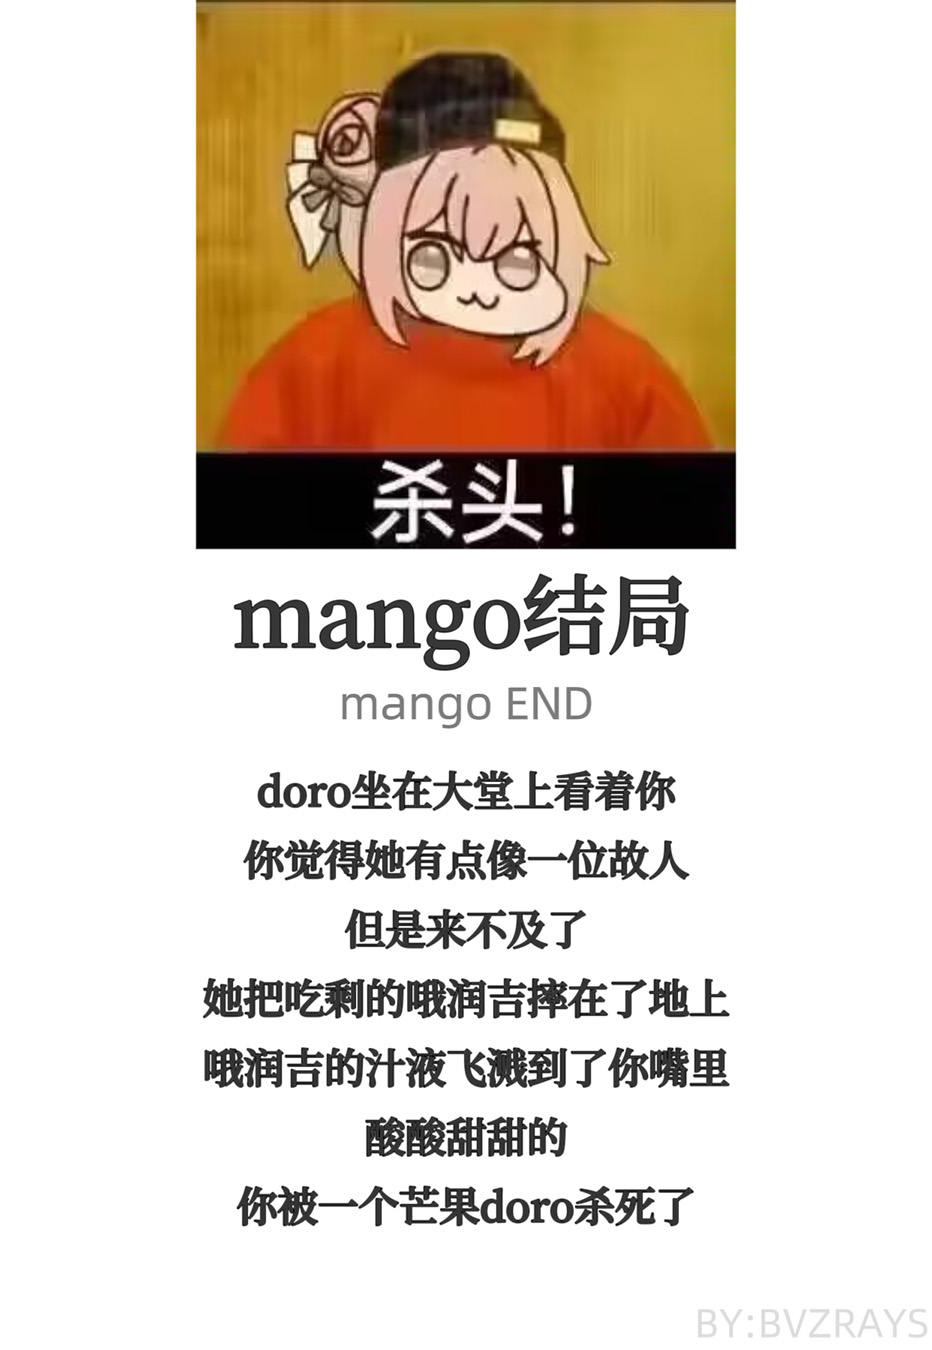 杀头!
mango结局
mango END
doro坐在大堂上看着你
你觉得她有点像一位故人
但是来不及了
她把吃剩的哦润吉摔在了地上
哦润吉的汁液飞溅到了你嘴里
酸酸甜甜的
你被一个芒果doro杀死了
BY:BVZRAYS